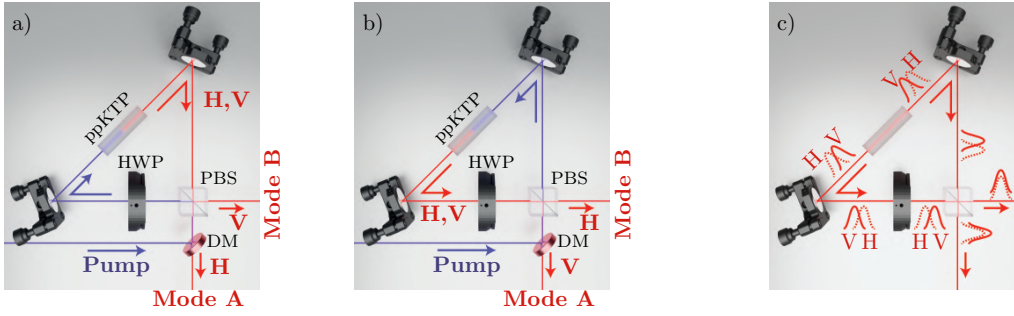 a)
H,V
ppKTP
HWP
PBS
V
DM
Pump
H
Mode A
Mode B
b)
ppKTP
HWP
PBS
H,V
H
DM
Pump
V
Mode A
Mode B
c)
V H
H V
V H
H V